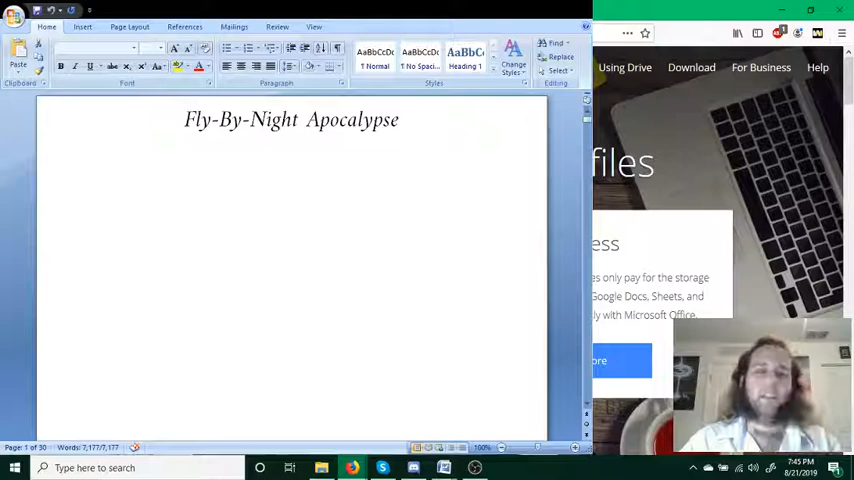 Home Insert Page Layout References Mailings Review View
Paste
Clipboard
Font
Paragraph
AaBbCcDc
¶ Normal
AaBbCcDc
¶ No Spaci...
AaBbCc
Heading 1
Change
Styles
Styles
Find
Replace
Select
Editing
Fly-By-Night Apocalypse
Page: 1 of 30 Words: 7,177/7,177
100%
Using Drive Download For Business Help
files
ess
es only pay for the storage
Google Docs, Sheets, and
ly with Microsoft Office.
ore
Type here to search
7:45 PM
8/21/2019